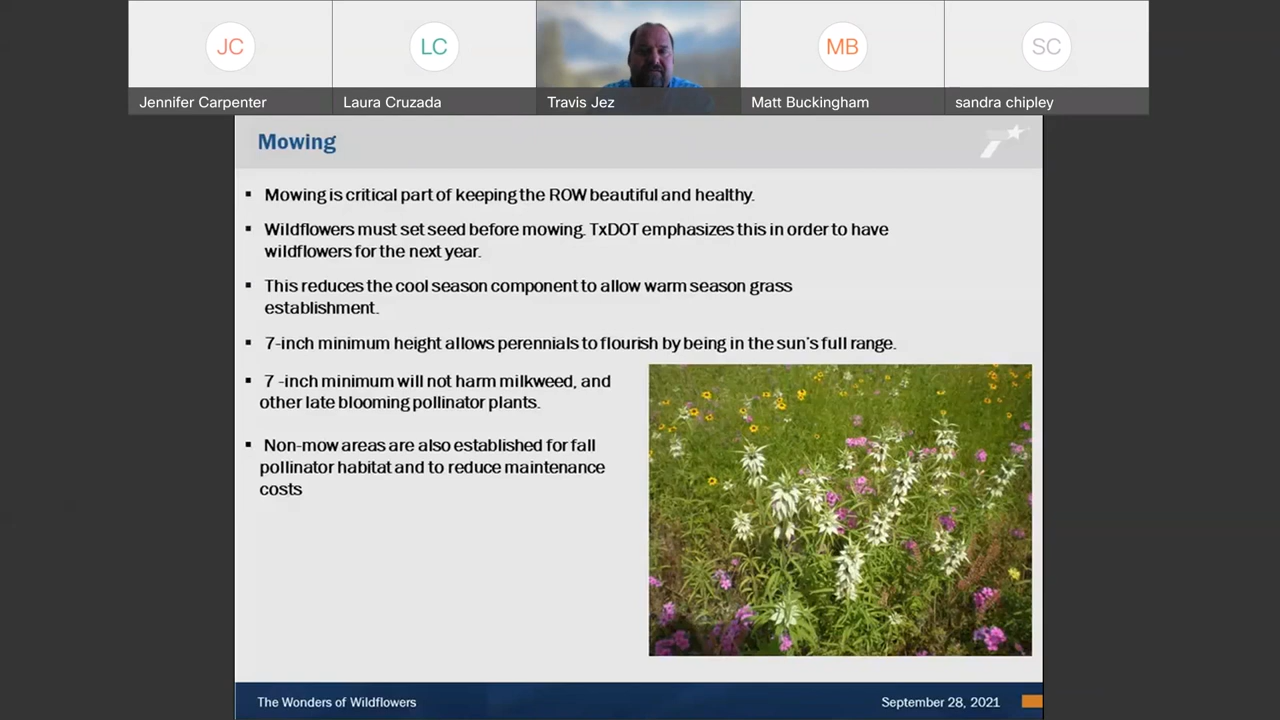 JC
LC
MB
SC
Jennifer Carpenter
Laura Cruzada
Travis Jez
Matt Buckingham
sandra chipley
Mowing
▪ Mowing is critical part of keeping the ROW beautiful and healthy.
▪ Wildflowers must set seed before mowing. TxDOT emphasizes this in order to have
wildflowers for the next year.
▪ This reduces the cool season component to allow warm season grass
establishment.
▪ 7-inch minimum height allows perennials to flourish by being in the sun's full range.
▪ 7 -inch minimum will not harm milkweed, and
other late blooming pollinator plants.
▪ Non-mow areas are also established for fall
pollinator habitat and to reduce maintenance
costs
The Wonders of Wildflowers
September 28, 2021